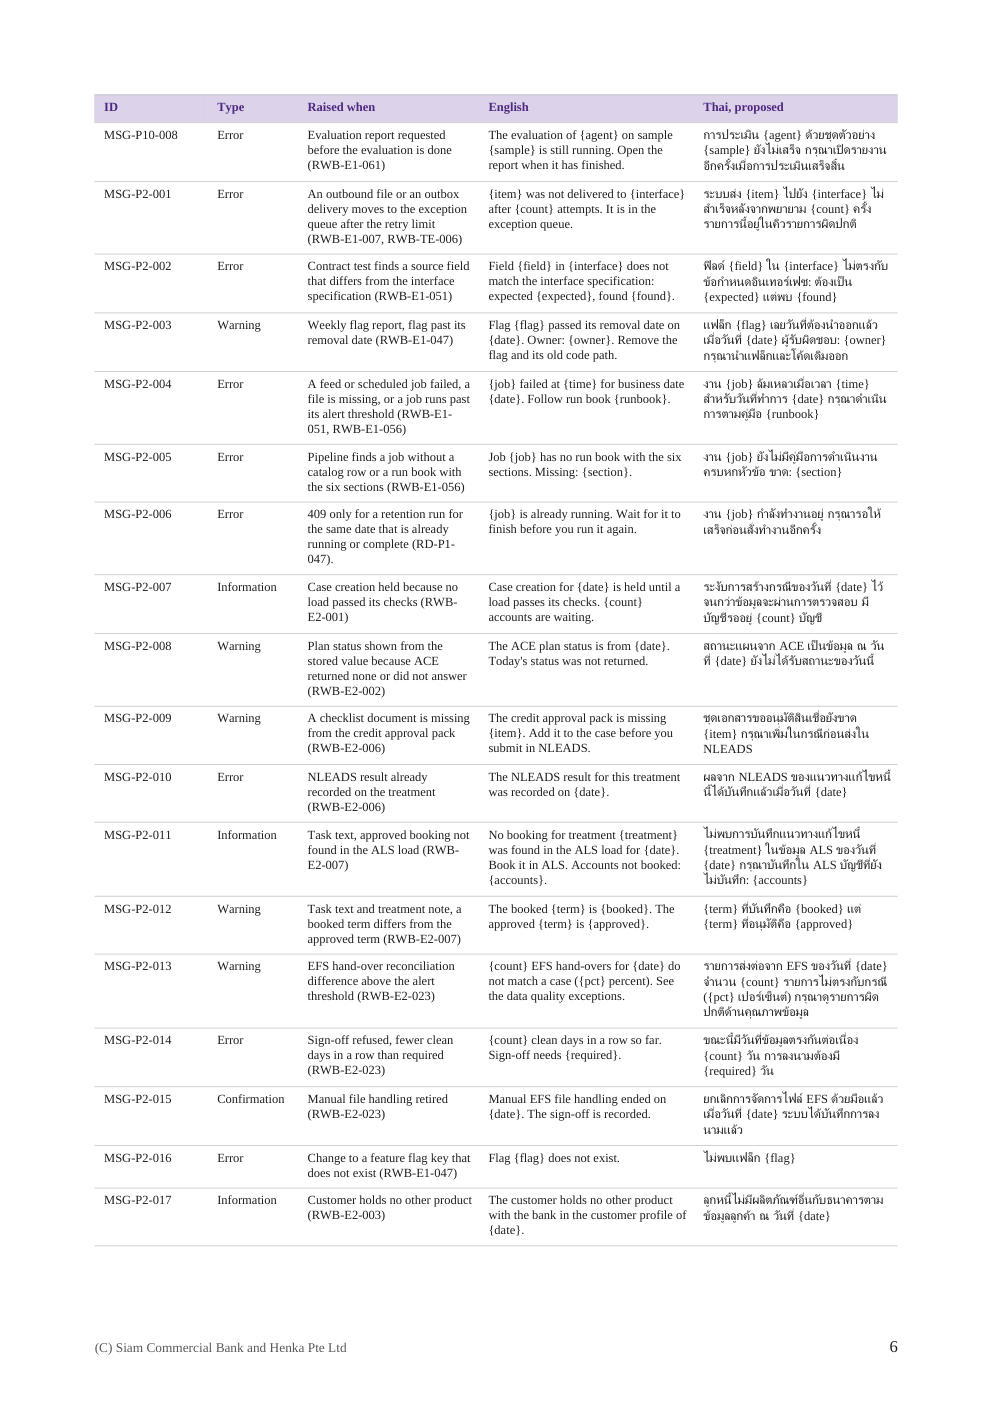 ID Type Raised when English Thai, proposed
MSG-P10-008 Error Evaluation report requested The evaluation of {agent} on sample การประเมิน {agent} ด้วยชุดตัวอย่าง
before the evaluation is done {sample} is still running. Open the {sample} ยังไม่เสร็จ กรุณาเปิดรายงาน
(RWB-E1-061) report when it has finished. อีกครั้งเมื่อการประเมินเสร็จสิ้น
MSG-P2-001 Error An outbound file or an outbox {item} was not delivered to {interface} ระบบส่ง {item} ไปยัง {interface} ไม่
delivery moves to the exception after {count} attempts. It is in the สำเร็จหลังจากพยายาม {count} ครั้ง
queue after the retry limit exception queue. รายการนี้อยู่ในคิวรายการผิดปกติ
(RWB-E1-007, RWB-TE-006)
MSG-P2-002 Error Contract test finds a source field Field {field} in {interface} does not ฟิลด์ {field} ใน {interface} ไม่ตรงกับ
that differs from the interface match the interface specification: ข้อกำหนดอินเทอร์เฟซ: ต้องเป็น
specification (RWB-E1-051) expected {expected}, found {found}. {expected} แต่พบ {found}
MSG-P2-003 Warning Weekly flag report, flag past its Flag {flag} passed its removal date on แฟล็ก {flag} เลยวันที่ต้องนำออกแล้ว
removal date (RWB-E1-047) {date}. Owner: {owner}. Remove the เมื่อวันที่ {date} ผู้รับผิดชอบ: {owner}
flag and its old code path. กรุณานำแฟล็กและโค้ดเดิมออก
MSG-P2-004 Error A feed or scheduled job failed, a {job} failed at {time} for business date งาน {job} ล้มเหลวเมื่อเวลา {time}
file is missing, or a job runs past {date}. Follow run book {runbook}. สำหรับวันที่ทำการ {date} กรุณาดำเนิน
its alert threshold (RWB-E1- การตามคู่มือ {runbook}
051, RWB-E1-056)
MSG-P2-005 Error Pipeline finds a job without a Job {job} has no run book with the six งาน {job} ยังไม่มีคู่มือการดำเนินงาน
catalog row or a run book with sections. Missing: {section}. ครบหกหัวข้อ ขาด: {section}
the six sections (RWB-E1-056)
MSG-P2-006 Error 409 only for a retention run for {job} is already running. Wait for it to งาน {job} กำลังทำงานอยู่ กรุณารอให้
the same date that is already finish before you run it again. เสร็จก่อนสั่งทำงานอีกครั้ง
running or complete (RD-P1-
047).
MSG-P2-007 Information Case creation held because no Case creation for {date} is held until a ระงับการสร้างกรณีของวันที่ {date} ไว้
load passed its checks (RWB- load passes its checks. {count} จนกว่าข้อมูลจะผ่านการตรวจสอบ มี
E2-001) accounts are waiting. บัญชีรออยู่ {count} บัญชี
MSG-P2-008 Warning Plan status shown from the The ACE plan status is from {date}. สถานะแผนจาก ACE เป็นข้อมูล ณ วัน
stored value because ACE Today's status was not returned. ที่ {date} ยังไม่ได้รับสถานะของวันนี้
returned none or did not answer
(RWB-E2-002)
MSG-P2-009 Warning A checklist document is missing The credit approval pack is missing ชุดเอกสารขออนุมัติสินเชื่อยังขาด
from the credit approval pack {item}. Add it to the case before you {item} กรุณาเพิ่มในกรณีก่อนส่งใน
(RWB-E2-006) submit in NLEADS. NLEADS
MSG-P2-010 Error NLEADS result already The NLEADS result for this treatment ผลจาก NLEADS ของแนวทางแก้ไขหนี้
recorded on the treatment was recorded on {date}. นี้ได้บันทึกแล้วเมื่อวันที่ {date}
(RWB-E2-006)
MSG-P2-011 Information Task text, approved booking not No booking for treatment {treatment} ไม่พบการบันทึกแนวทางแก้ไขหนี้
found in the ALS load (RWB- was found in the ALS load for {date}. {treatment} ในข้อมูล ALS ของวันที่
E2-007) Book it in ALS. Accounts not booked: {date} กรุณาบันทึกใน ALS บัญชีที่ยัง
{accounts}. ไม่บันทึก: {accounts}
MSG-P2-012 Warning Task text and treatment note, a The booked {term} is {booked}. The {term} ที่บันทึกคือ {booked} แต่
booked term differs from the approved {term} is {approved}. {term} ที่อนุมัติคือ {approved}
approved term (RWB-E2-007)
MSG-P2-013 Warning EFS hand-over reconciliation {count} EFS hand-overs for {date} do รายการส่งต่อจาก EFS ของวันที่ {date}
difference above the alert not match a case ({pct} percent). See จำนวน {count} รายการไม่ตรงกับกรณี
threshold (RWB-E2-023) the data quality exceptions. ({pct} เปอร์เซ็นต์) กรุณาดูรายการผิด
ปกติด้านคุณภาพข้อมูล
MSG-P2-014 Error Sign-off refused, fewer clean {count} clean days in a row so far. ขณะนี้มีวันที่ข้อมูลตรงกันต่อเนื่อง
days in a row than required Sign-off needs {required}. {count} วัน การลงนามต้องมี
(RWB-E2-023) {required} วัน
MSG-P2-015 Confirmation Manual file handling retired Manual EFS file handling ended on ยกเลิกการจัดการไฟล์ EFS ด้วยมือแล้ว
(RWB-E2-023) {date}. The sign-off is recorded. เมื่อวันที่ {date} ระบบได้บันทึกการลง
นามแล้ว
MSG-P2-016 Error Change to a feature flag key that Flag {flag} does not exist. ไม่พบแฟล็ก {flag}
does not exist (RWB-E1-047)
MSG-P2-017 Information Customer holds no other product The customer holds no other product ลูกหนี้ไม่มีผลิตภัณฑ์อื่นกับธนาคารตาม
(RWB-E2-003) with the bank in the customer profile of ข้อมูลลูกค้า ณ วันที่ {date}
{date}.
(C) Siam Commercial Bank and Henka Pte Ltd 6